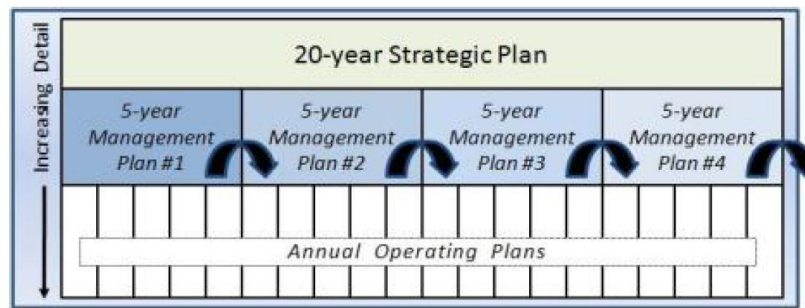 Increasing Detail
20-year Strategic Plan
5-year
Management
Plan #1
5-year
Management
Plan #2
5-year
Management
Plan #3
5-year
Management
Plan #4
Annual Operating Plans